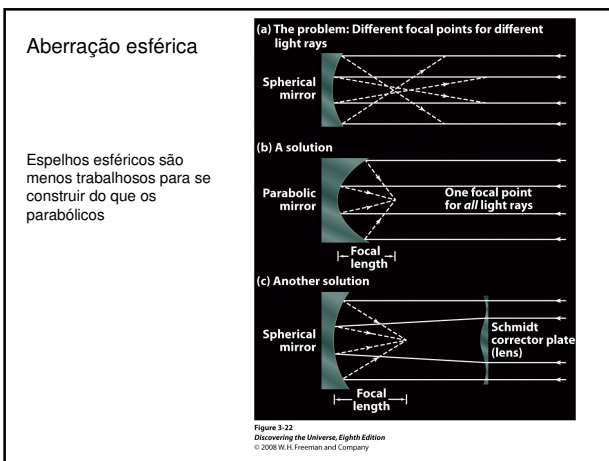 Aberração esférica
Espelhos esféricos são
menos trabalhosos para se
construir do que os
parabólicos
(a) The problem: Different focal points for different
light rays
Spherical
mirror
(b) A solution
Parabolic
mirror
One focal point
for all light rays
Focal
length
(c) Another solution
Spherical
mirror
Schmidt
corrector plate
(lens)
Focal
length
Figure 3-22
Discovering the Universe, Eighth Edition
© 2008 W. H. Freeman and Company